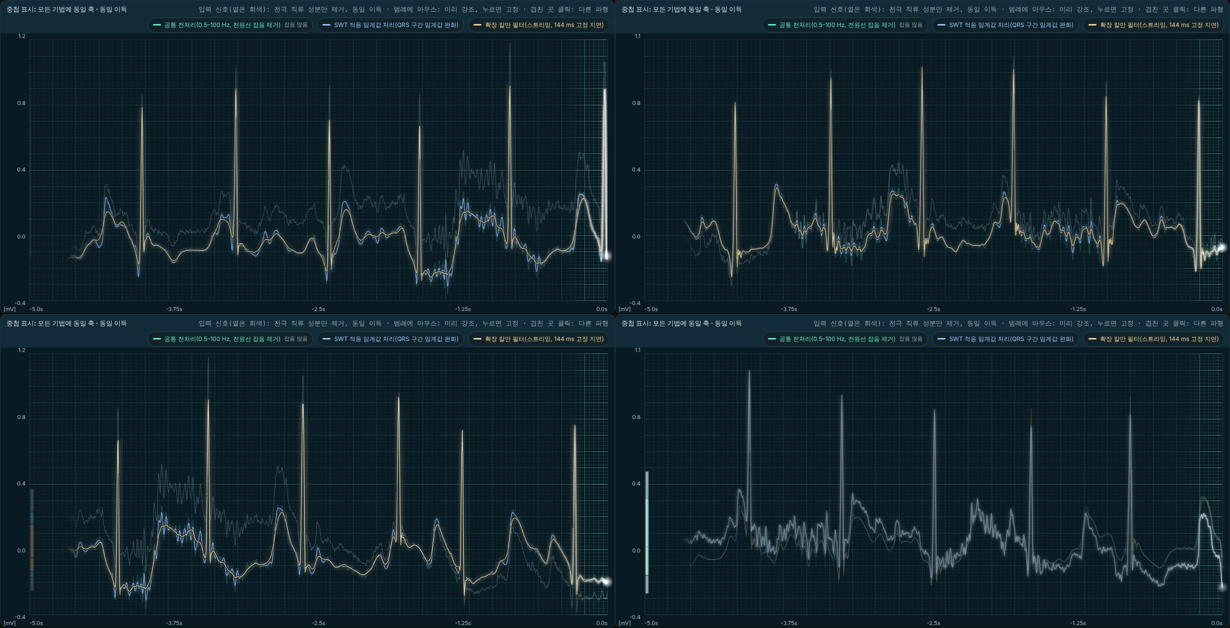 중첩 표시: 모든 기법에 동일 축 · 동일 이득
입력 신호(옅은 회색): 전극 직류 성분만 제거, 동일 이득 · 범례에 마우스: 미리 강조, 누르면 고정 · 겹친 곳 클릭: 다른 파형
공통 전처리(0.5–100 Hz, 전원선 잡음 제거) 잡음 많음
SWT 적응 임계값 처리(QRS 구간 임계값 완화)
확장 칼만 필터(스트리밍, 144 ms 고정 지연)
1.2
0.8
0.4
0.0
-0.4
[mV]
-5.0s
-3.75s
-2.5s
-1.25s
0.0s
중첩 표시: 모든 기법에 동일 축 · 동일 이득
입력 신호(옅은 회색): 전극 직류 성분만 제거, 동일 이득 · 범례에 마우스: 미리 강조, 누르면 고정 · 겹친 곳 클릭: 다른 파형
공통 전처리(0.5–100 Hz, 전원선 잡음 제거) 잡음 많음
SWT 적응 임계값 처리(QRS 구간 임계값 완화)
확장 칼만 필터(스트리밍, 144 ms 고정 지연)
1.1
0.8
0.4
0.0
-0.4
[mV]
-5.0s
-3.75s
-2.5s
-1.25s
0.0s
중첩 표시: 모든 기법에 동일 축 · 동일 이득
입력 신호(옅은 회색): 전극 직류 성분만 제거, 동일 이득 · 범례에 마우스: 미리 강조, 누르면 고정 · 겹친 곳 클릭: 다른 파형
공통 전처리(0.5–100 Hz, 전원선 잡음 제거) 잡음 많음
SWT 적응 임계값 처리(QRS 구간 임계값 완화)
확장 칼만 필터(스트리밍, 144 ms 고정 지연)
1.2
0.8
0.4
0.0
-0.4
[mV]
-5.0s
-3.75s
-2.5s
-1.25s
0.0s
중첩 표시: 모든 기법에 동일 축 · 동일 이득
입력 신호(옅은 회색): 전극 직류 성분만 제거, 동일 이득 · 범례에 마우스: 미리 강조, 누르면 고정 · 겹친 곳 클릭: 다른 파형
공통 전처리(0.5–100 Hz, 전원선 잡음 제거) 잡음 많음
SWT 적응 임계값 처리(QRS 구간 임계값 완화)
확장 칼만 필터(스트리밍, 144 ms 고정 지연)
1.2
0.8
0.4
0.0
-0.4
[mV]
-5.0s
-3.75s
-2.5s
-1.25s
0.0s